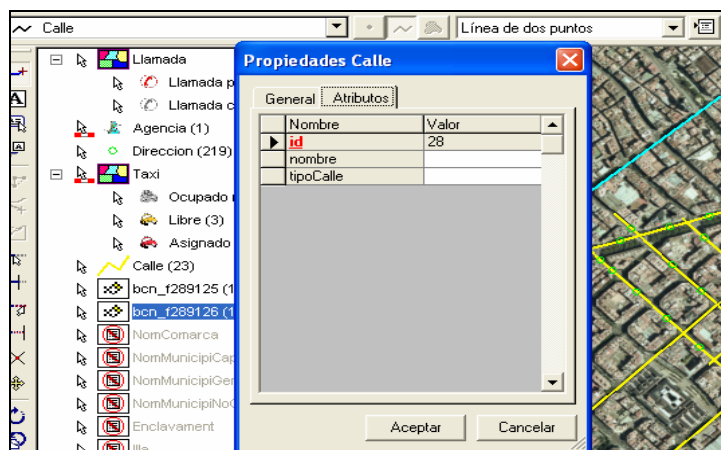 Calle
Línea de dos puntos
Llamada
Llamada p
Llamada c
Agencia (1)
Direccion (219)
Taxi
Ocupado
Libre (3)
Asignado
Calle (23)
bcn_f289125 (1
bcn_f289126 (1
NomComarca
NomMunicipiCap
NomMunicipiGer
NomMunicipiNo
Enclavament
Illa
Propiedades Calle
General
Atributos
Nombre
Valor
id
28
nombre
tipoCalle
Aceptar
Cancelar
A
A